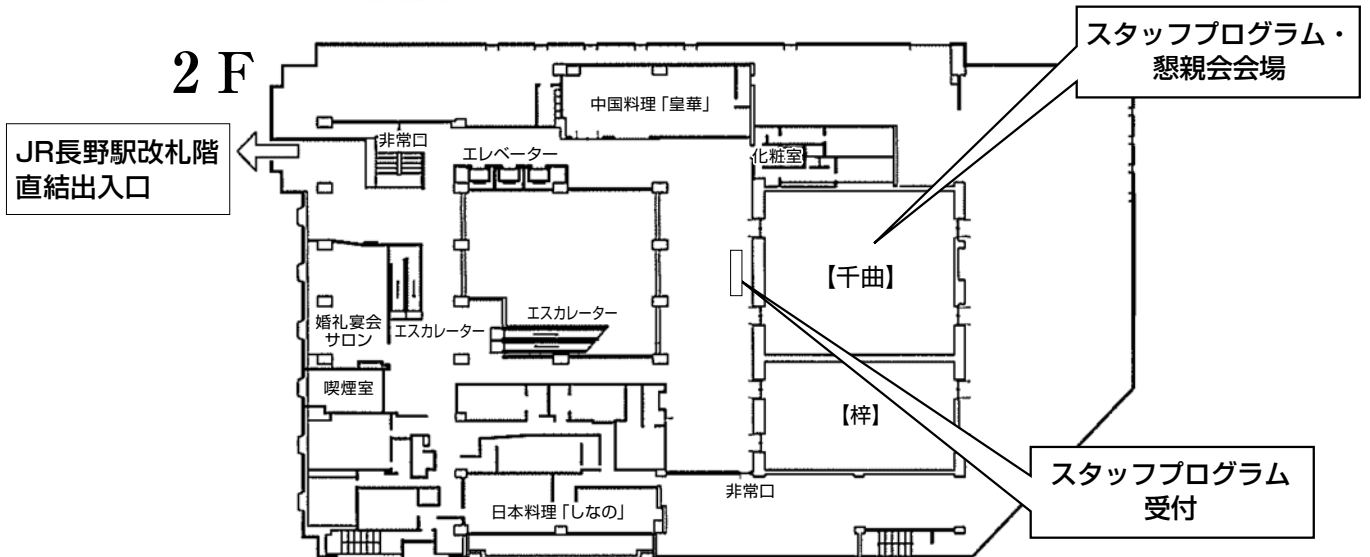 2 F
スタッフプログラム・
懇親会会場
中国料理「皇華」
JR長野駅改札階
直結出入口
非常口
エレベーター
化粧室
【千曲】
婚礼宴会
サロン
エスカレーター
エスカレーター
喫煙室
【梓】
スタッフプログラム
受付
非常口
日本料理「しなの」